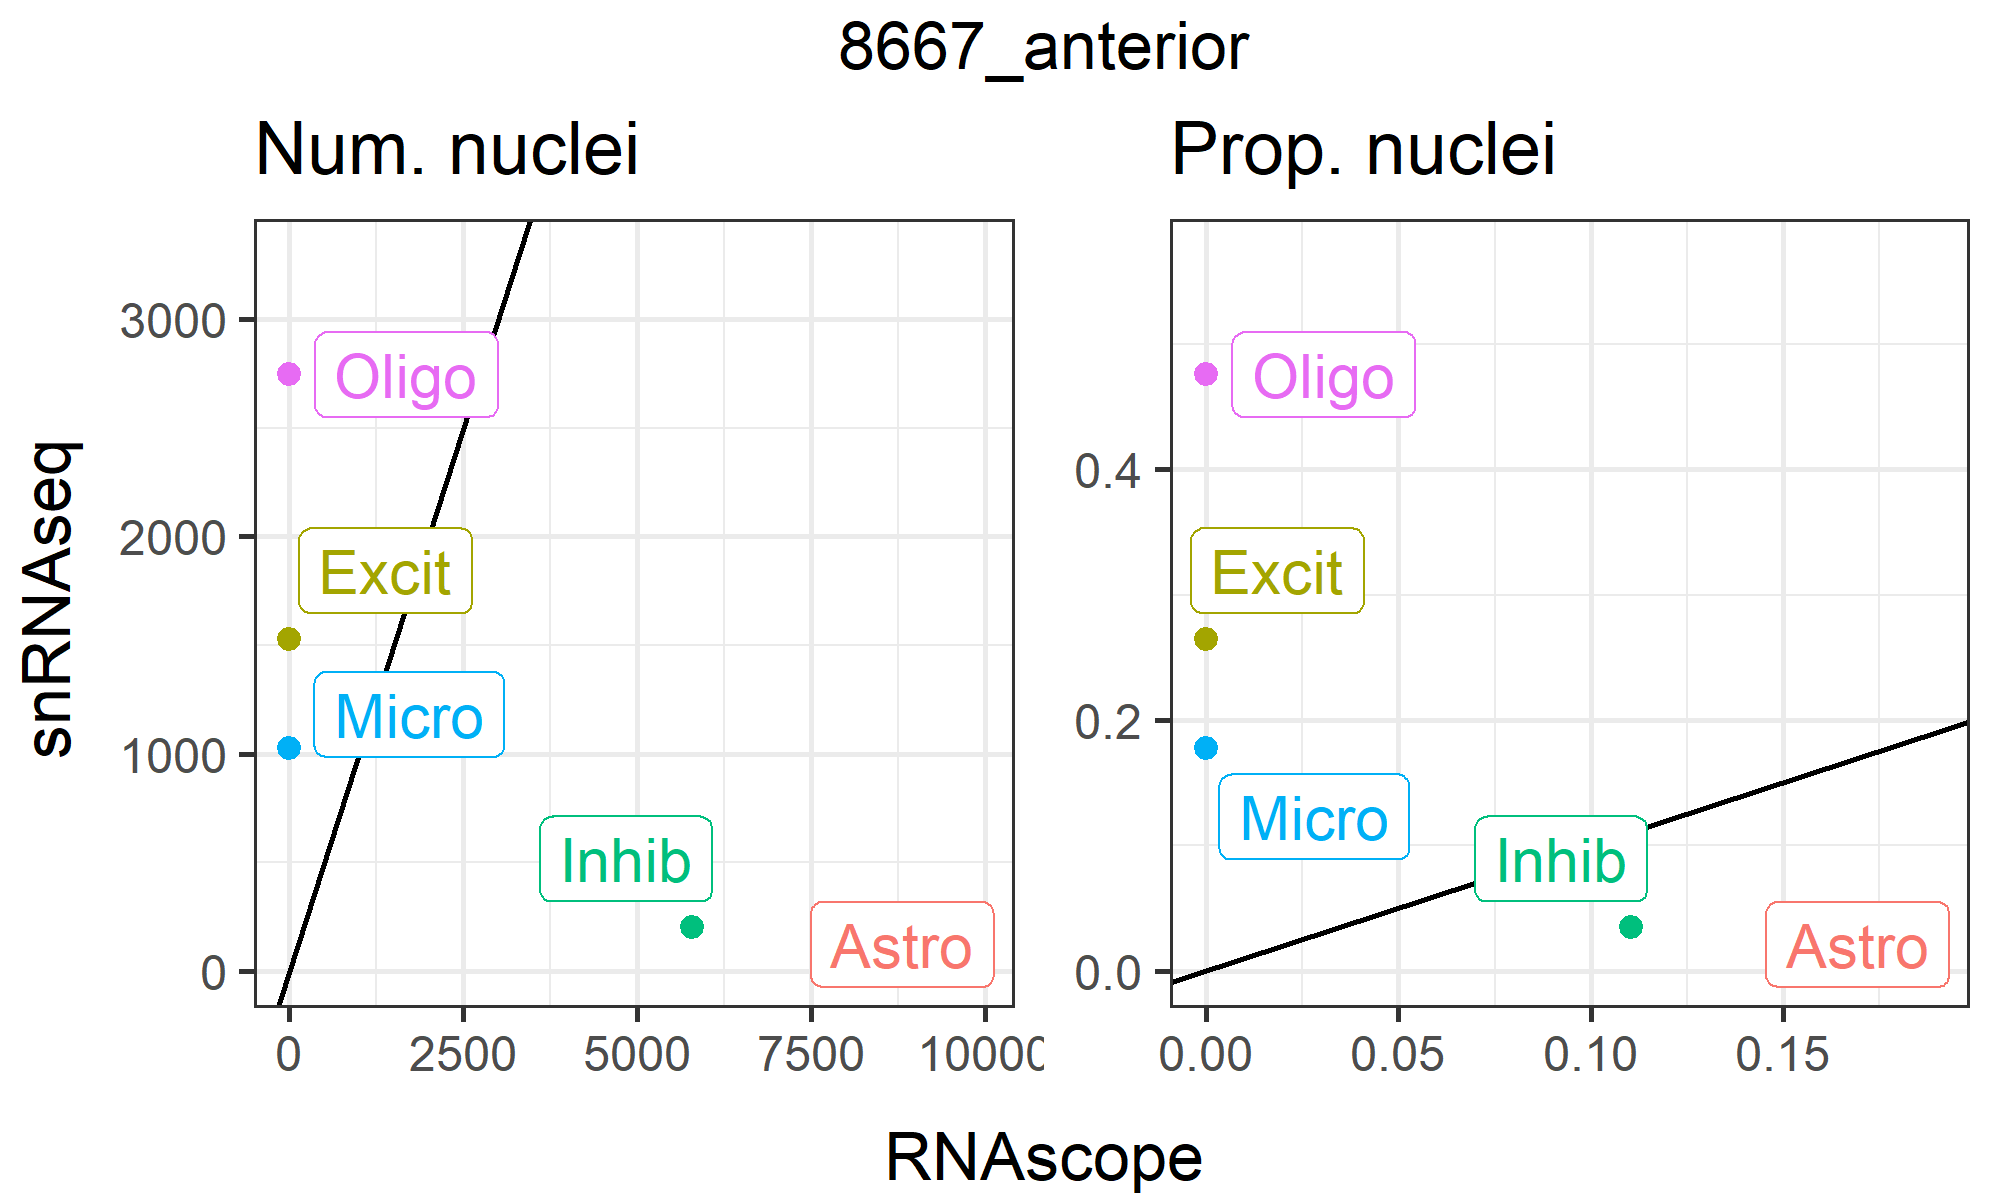 8667_anterior
Num. nuclei
Prop. nuclei
snRNAseq
3000
2000
1000
0
Oligo
Excit
Micro
Inhib
Astro
0 2500 5000 7500 1000
0.4
0.2
0.0
Oligo
Excit
Micro
Inhib
Astro
0.00 0.05 0.10 0.15
RNAscope